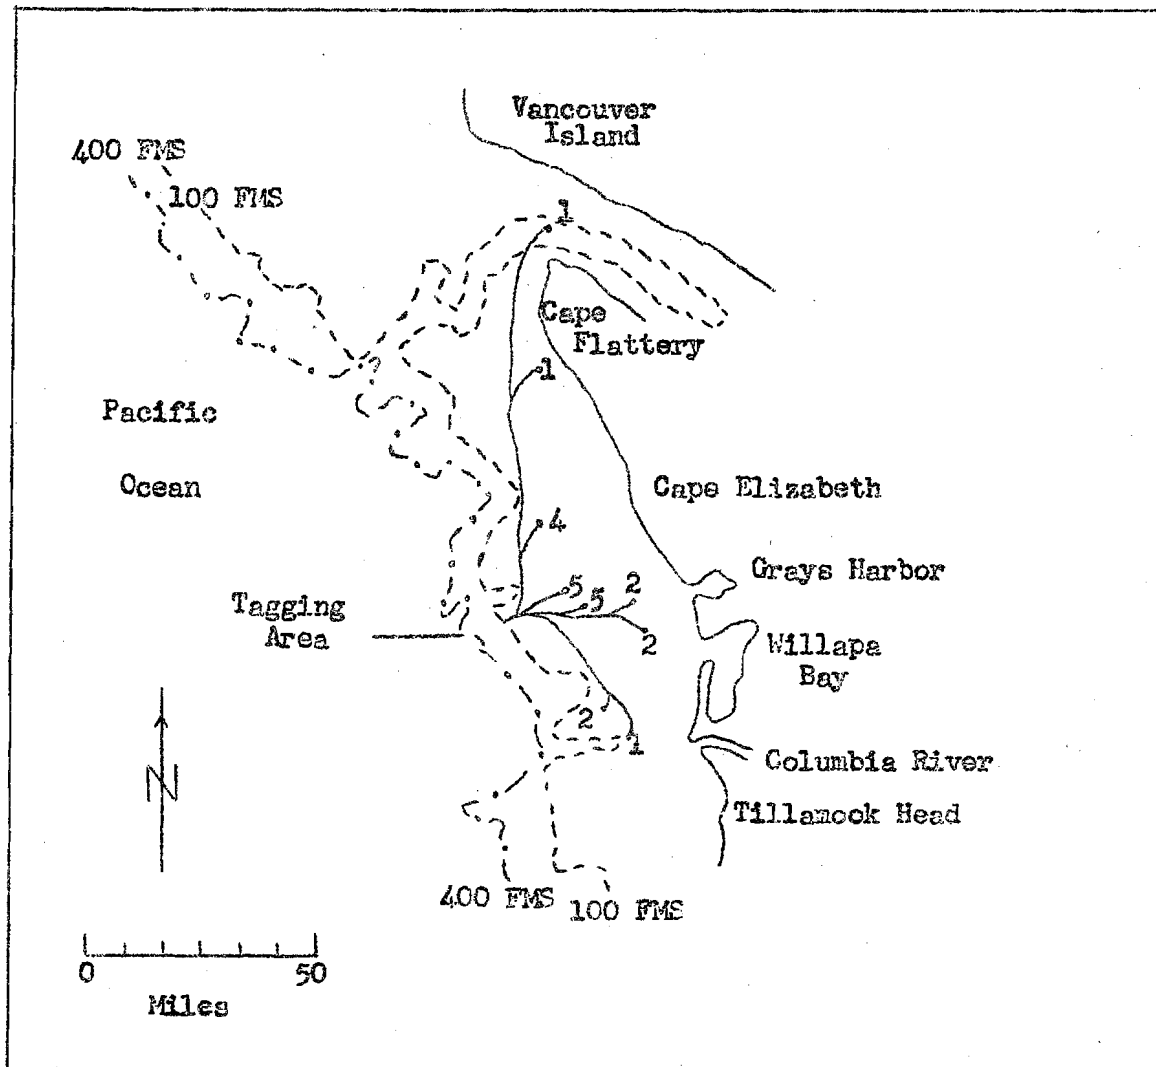 Vancouver
Island
400 FMS
100 FMS
1
Cape
Flattery
1
Pacific
Ocean
Cape Elizabeth
4
Grays Harbor
5
5
2
Tagging
Area
2
Willapa
Bay
2
1
Columbia River
N
Tillamook Head
400 FMS
100 FMS
0
50
Miles